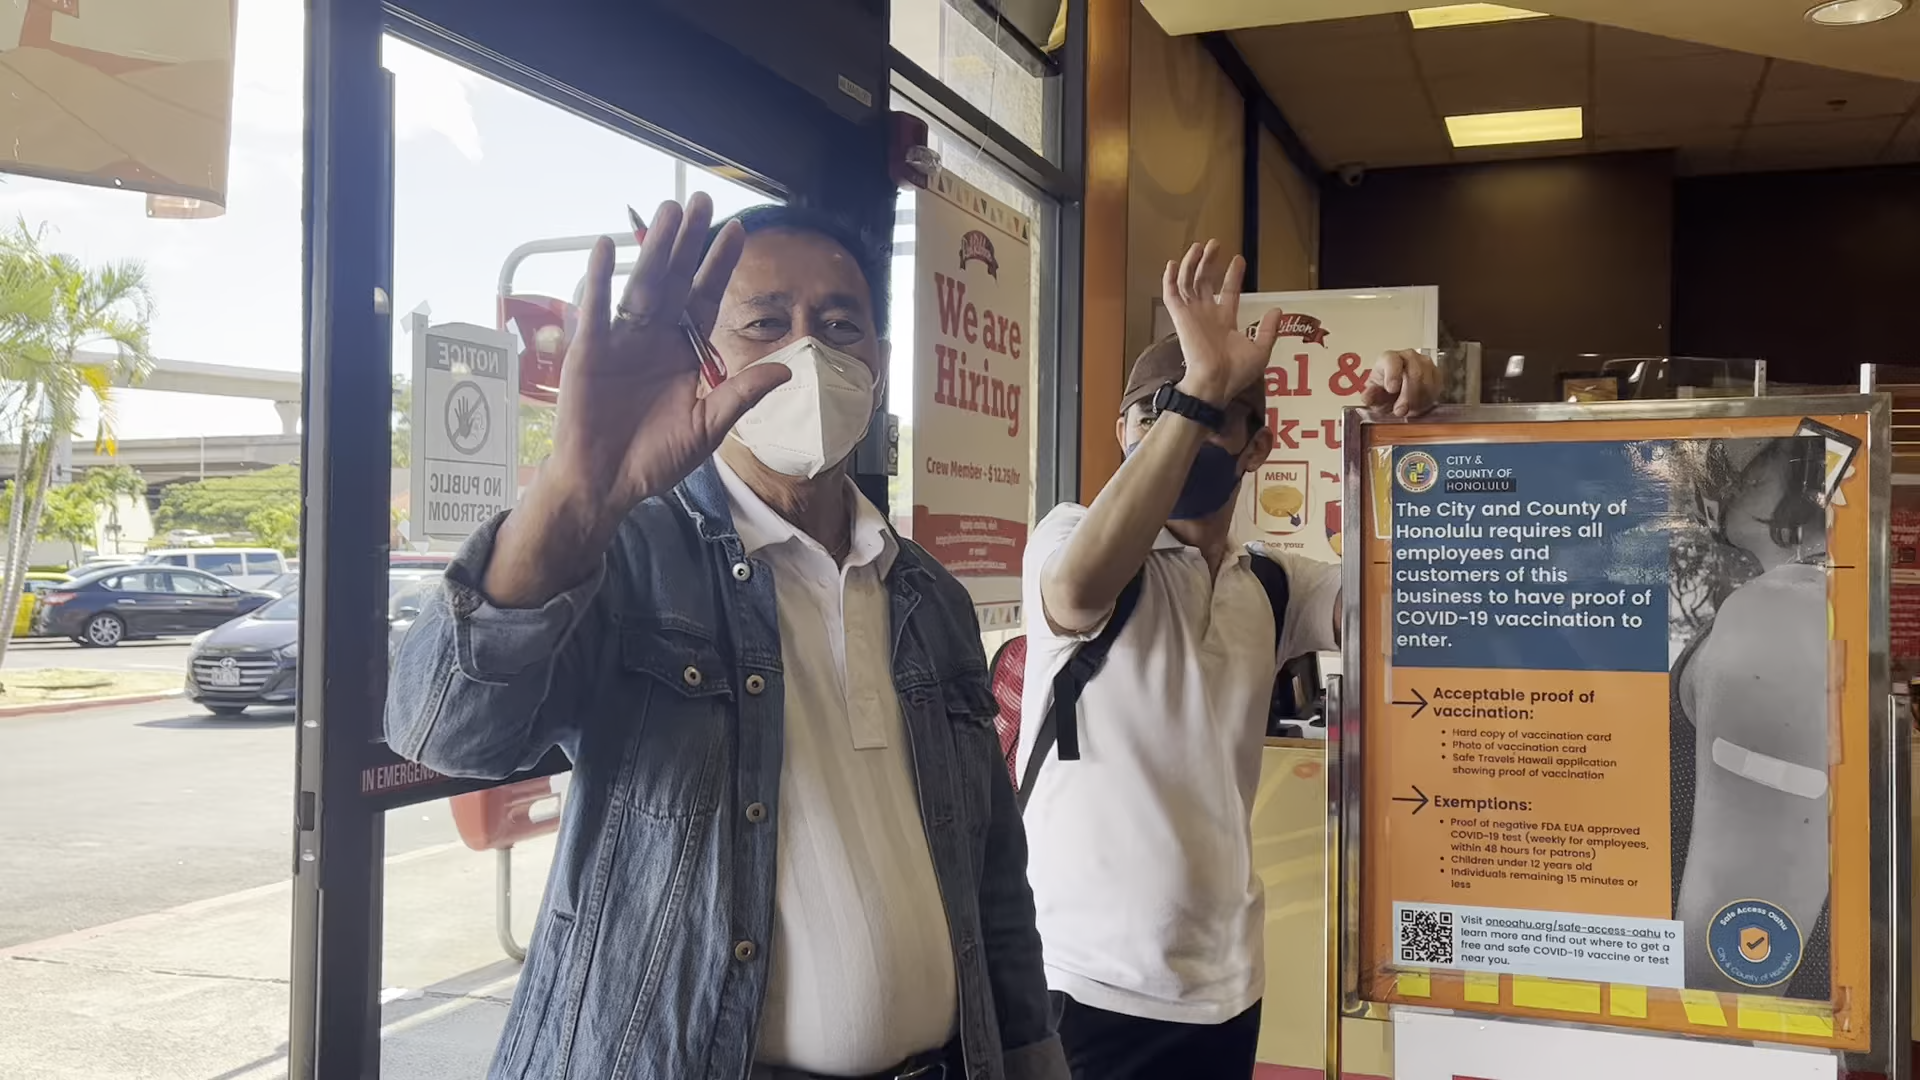 NOTICE
NO PUBLIC
RESTROOM
IN EMERGENCY
Red Ribbon
We are
Hiring
Crew Member - $12.75/hr
Ribbon
al &
k-u
MENU
CITY &
COUNTY OF
HONOLULU
The City and County of
Honolulu requires all
employees and
customers of this
business to have proof of
COVID-19 vaccination to
enter.
Acceptable proof of
vaccination:
• Hard copy of vaccination card
• Photo of vaccination card
• Safe Travels Hawaii application
showing proof of vaccination
Exemptions:
• Proof of negative FDA EUA approved
COVID-19 test (weekly for employees,
within 48 hours for patrons)
• Children under 12 years old
• Individuals remaining 15 minutes or
less
Visit oneoahu.org/safe-access-oahu to
learn more and find out where to get a
free and safe COVID-19 vaccine or test
near you.
Safe Access Oahu
City & County of Honolulu